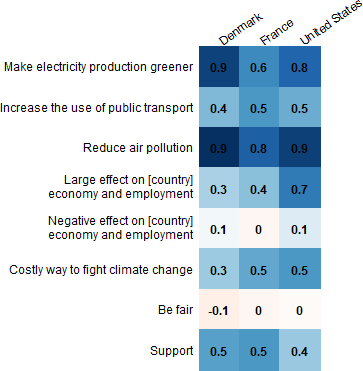 Denmark France United States
Make electricity production greener 0.9 0.6 0.8
Increase the use of public transport 0.4 0.5 0.5
Reduce air pollution 0.9 0.8 0.9
Large effect on [country]
economy and employment 0.3 0.4 0.7
Negative effect on [country]
economy and employment 0.1 0 0.1
Costly way to fight climate change 0.3 0.5 0.5
Be fair -0.1 0 0
Support 0.5 0.5 0.4